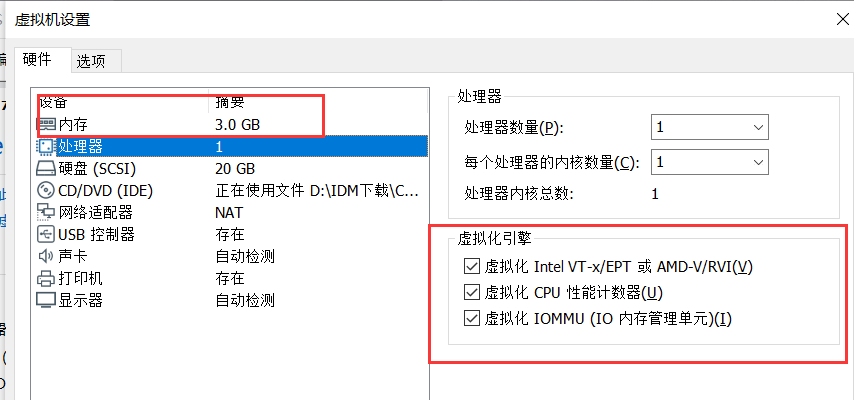 虚拟机设置
硬件 选项
设备 摘要
内存 3.0 GB
处理器 1
硬盘 (SCSI) 20 GB
CD/DVD (IDE) 正在使用文件 D:\IDM下载\C...
网络适配器 NAT
USB 控制器 存在
声卡 自动检测
打印机 存在
显示器 自动检测
处理器
处理器数量(P): 1
每个处理器的内核数量(C): 1
处理器内核总数: 1
虚拟化引擎
虚拟化 Intel VT-x/EPT 或 AMD-V/RVI(V)
虚拟化 CPU 性能计数器(U)
虚拟化 IOMMU (IO 内存管理单元)(I)